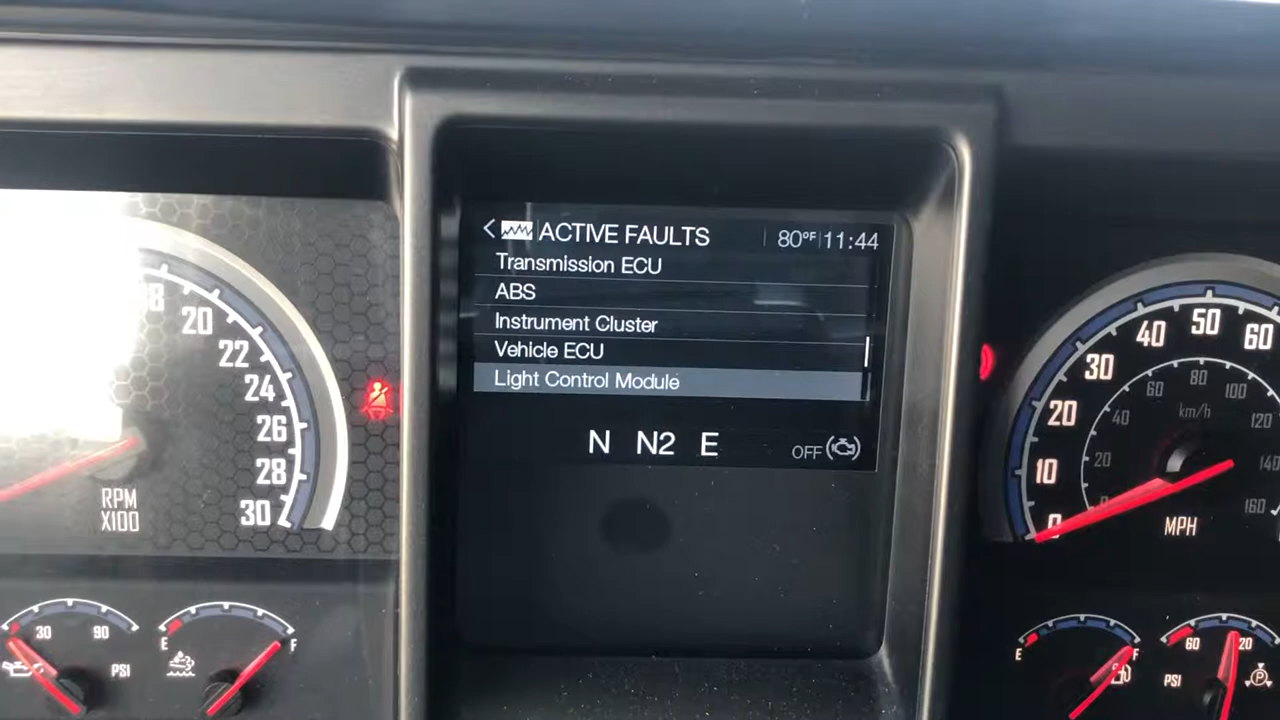 ACTIVE FAULTS 80°F 11:44
Transmission ECU
ABS
Instrument Cluster
Vehicle ECU
Light Control Module
N N2 E OFF
18
20
22
24
26
28
30
RPM
X100
30 90
PSI
E F
0
10
20
30
40
50
60
km/h
20
40
60
80
100
120
140
160
MPH
E F
60 120
PSI
P